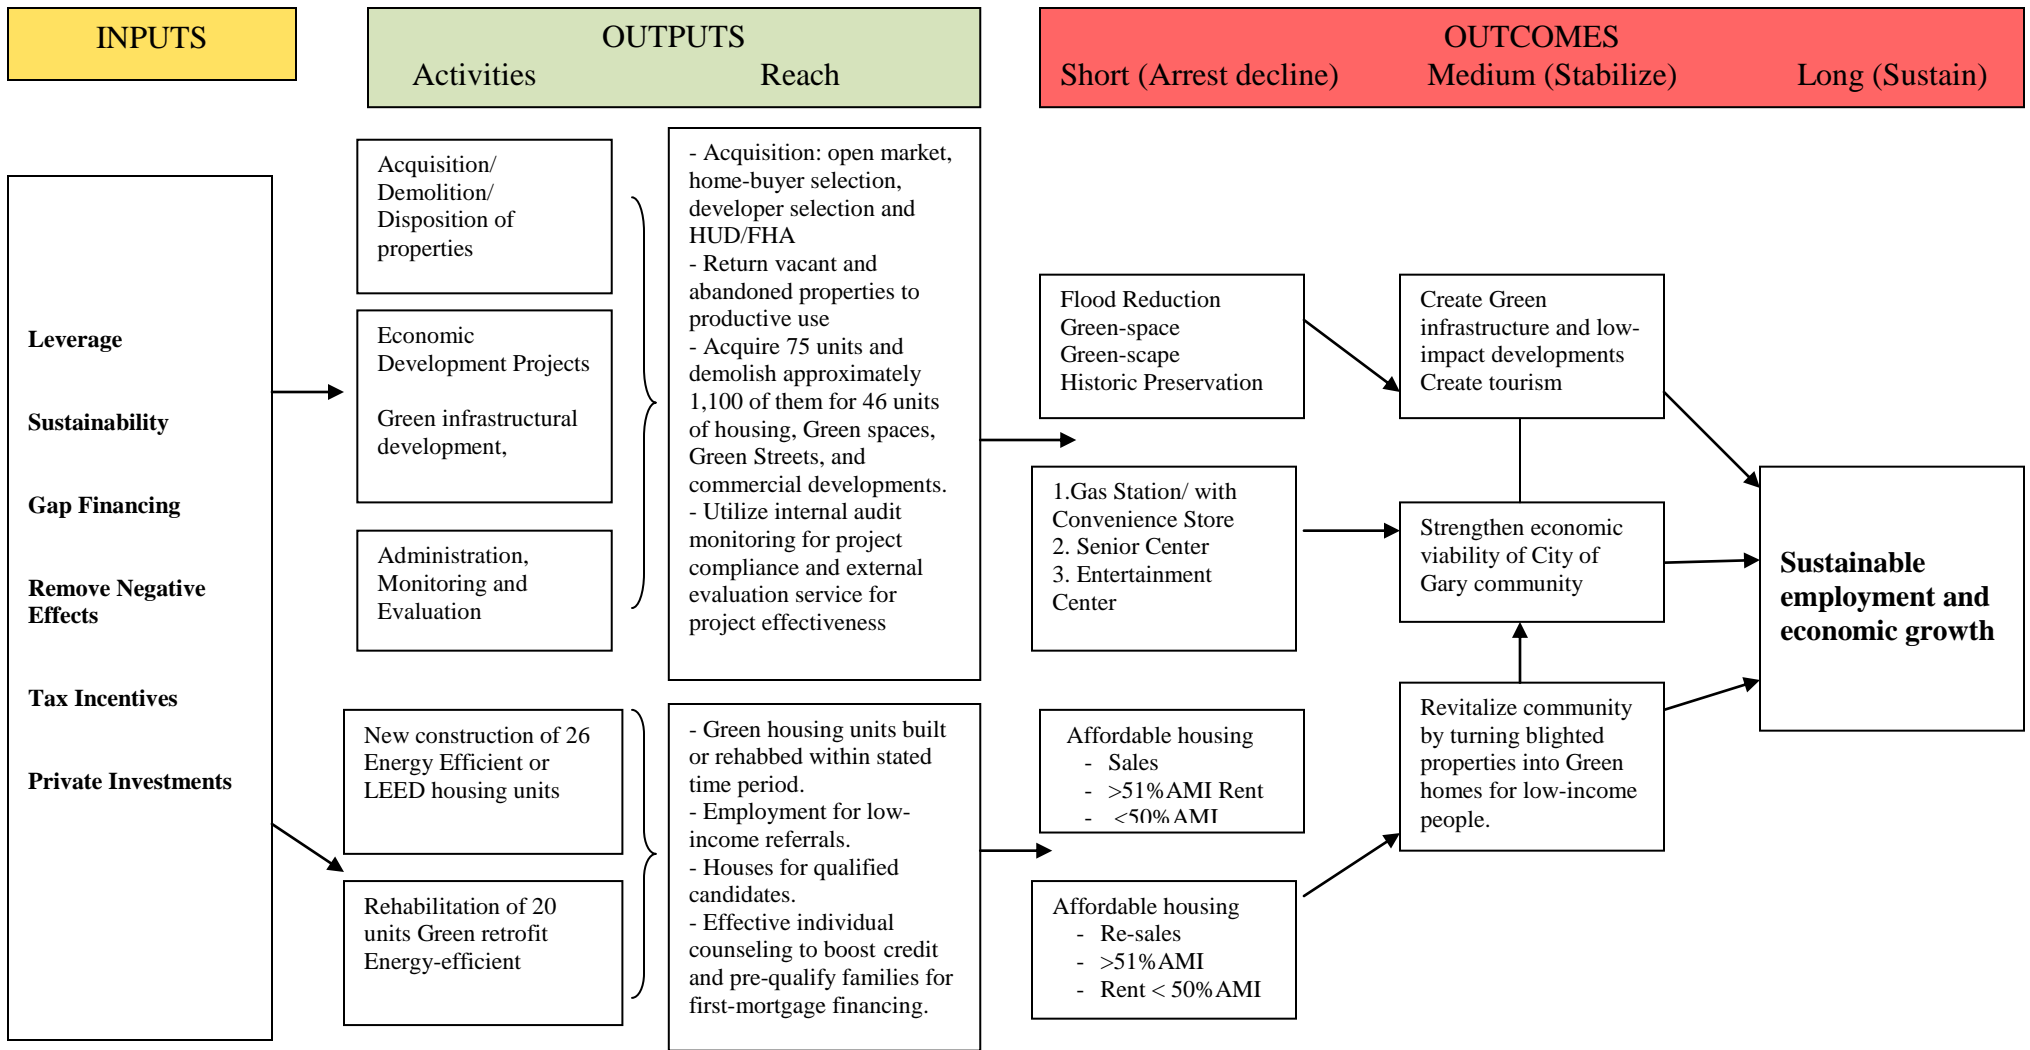 INPUTS
OUTPUTS
Activities
Reach
OUTCOMES
Short (Arrest decline)
Medium (Stabilize)
Long (Sustain)
Leverage
Sustainability
Gap Financing
Remove Negative
Effects
Tax Incentives
Private Investments
Acquisition/
Demolition/
Disposition of
properties
Economic
Development Projects
Green infrastructural
development,
Administration,
Monitoring and
Evaluation
New construction of 26
Energy Efficient or
LEED housing units
Rehabilitation of 20
units Green retrofit
Energy-efficient
- Acquisition: open market,
home-buyer selection,
developer selection and
HUD/FHA
- Return vacant and
abandoned properties to
productive use
- Acquire 75 units and
demolish approximately
1,100 of them for 46 units
of housing, Green spaces,
Green Streets, and
commercial developments.
- Utilize internal audit
monitoring for project
compliance and external
evaluation service for
project effectiveness
- Green housing units built
or rehabbed within stated
time period.
- Employment for low-
income referrals.
- Houses for qualified
candidates.
- Effective individual
counseling to boost credit
and pre-qualify families for
first-mortgage financing.
Flood Reduction
Green-space
Green-scape
Historic Preservation
1.Gas Station/ with
Convenience Store
2. Senior Center
3. Entertainment
Center
Affordable housing
- Sales
- >51%AMI Rent
- <50%AMI
Affordable housing
- Re-sales
- >51%AMI
- Rent < 50%AMI
Create Green
infrastructure and low-
impact developments
Create tourism
Strengthen economic
viability of City of
Gary community
Revitalize community
by turning blighted
properties into Green
homes for low-income
people.
Sustainable
employment and
economic growth